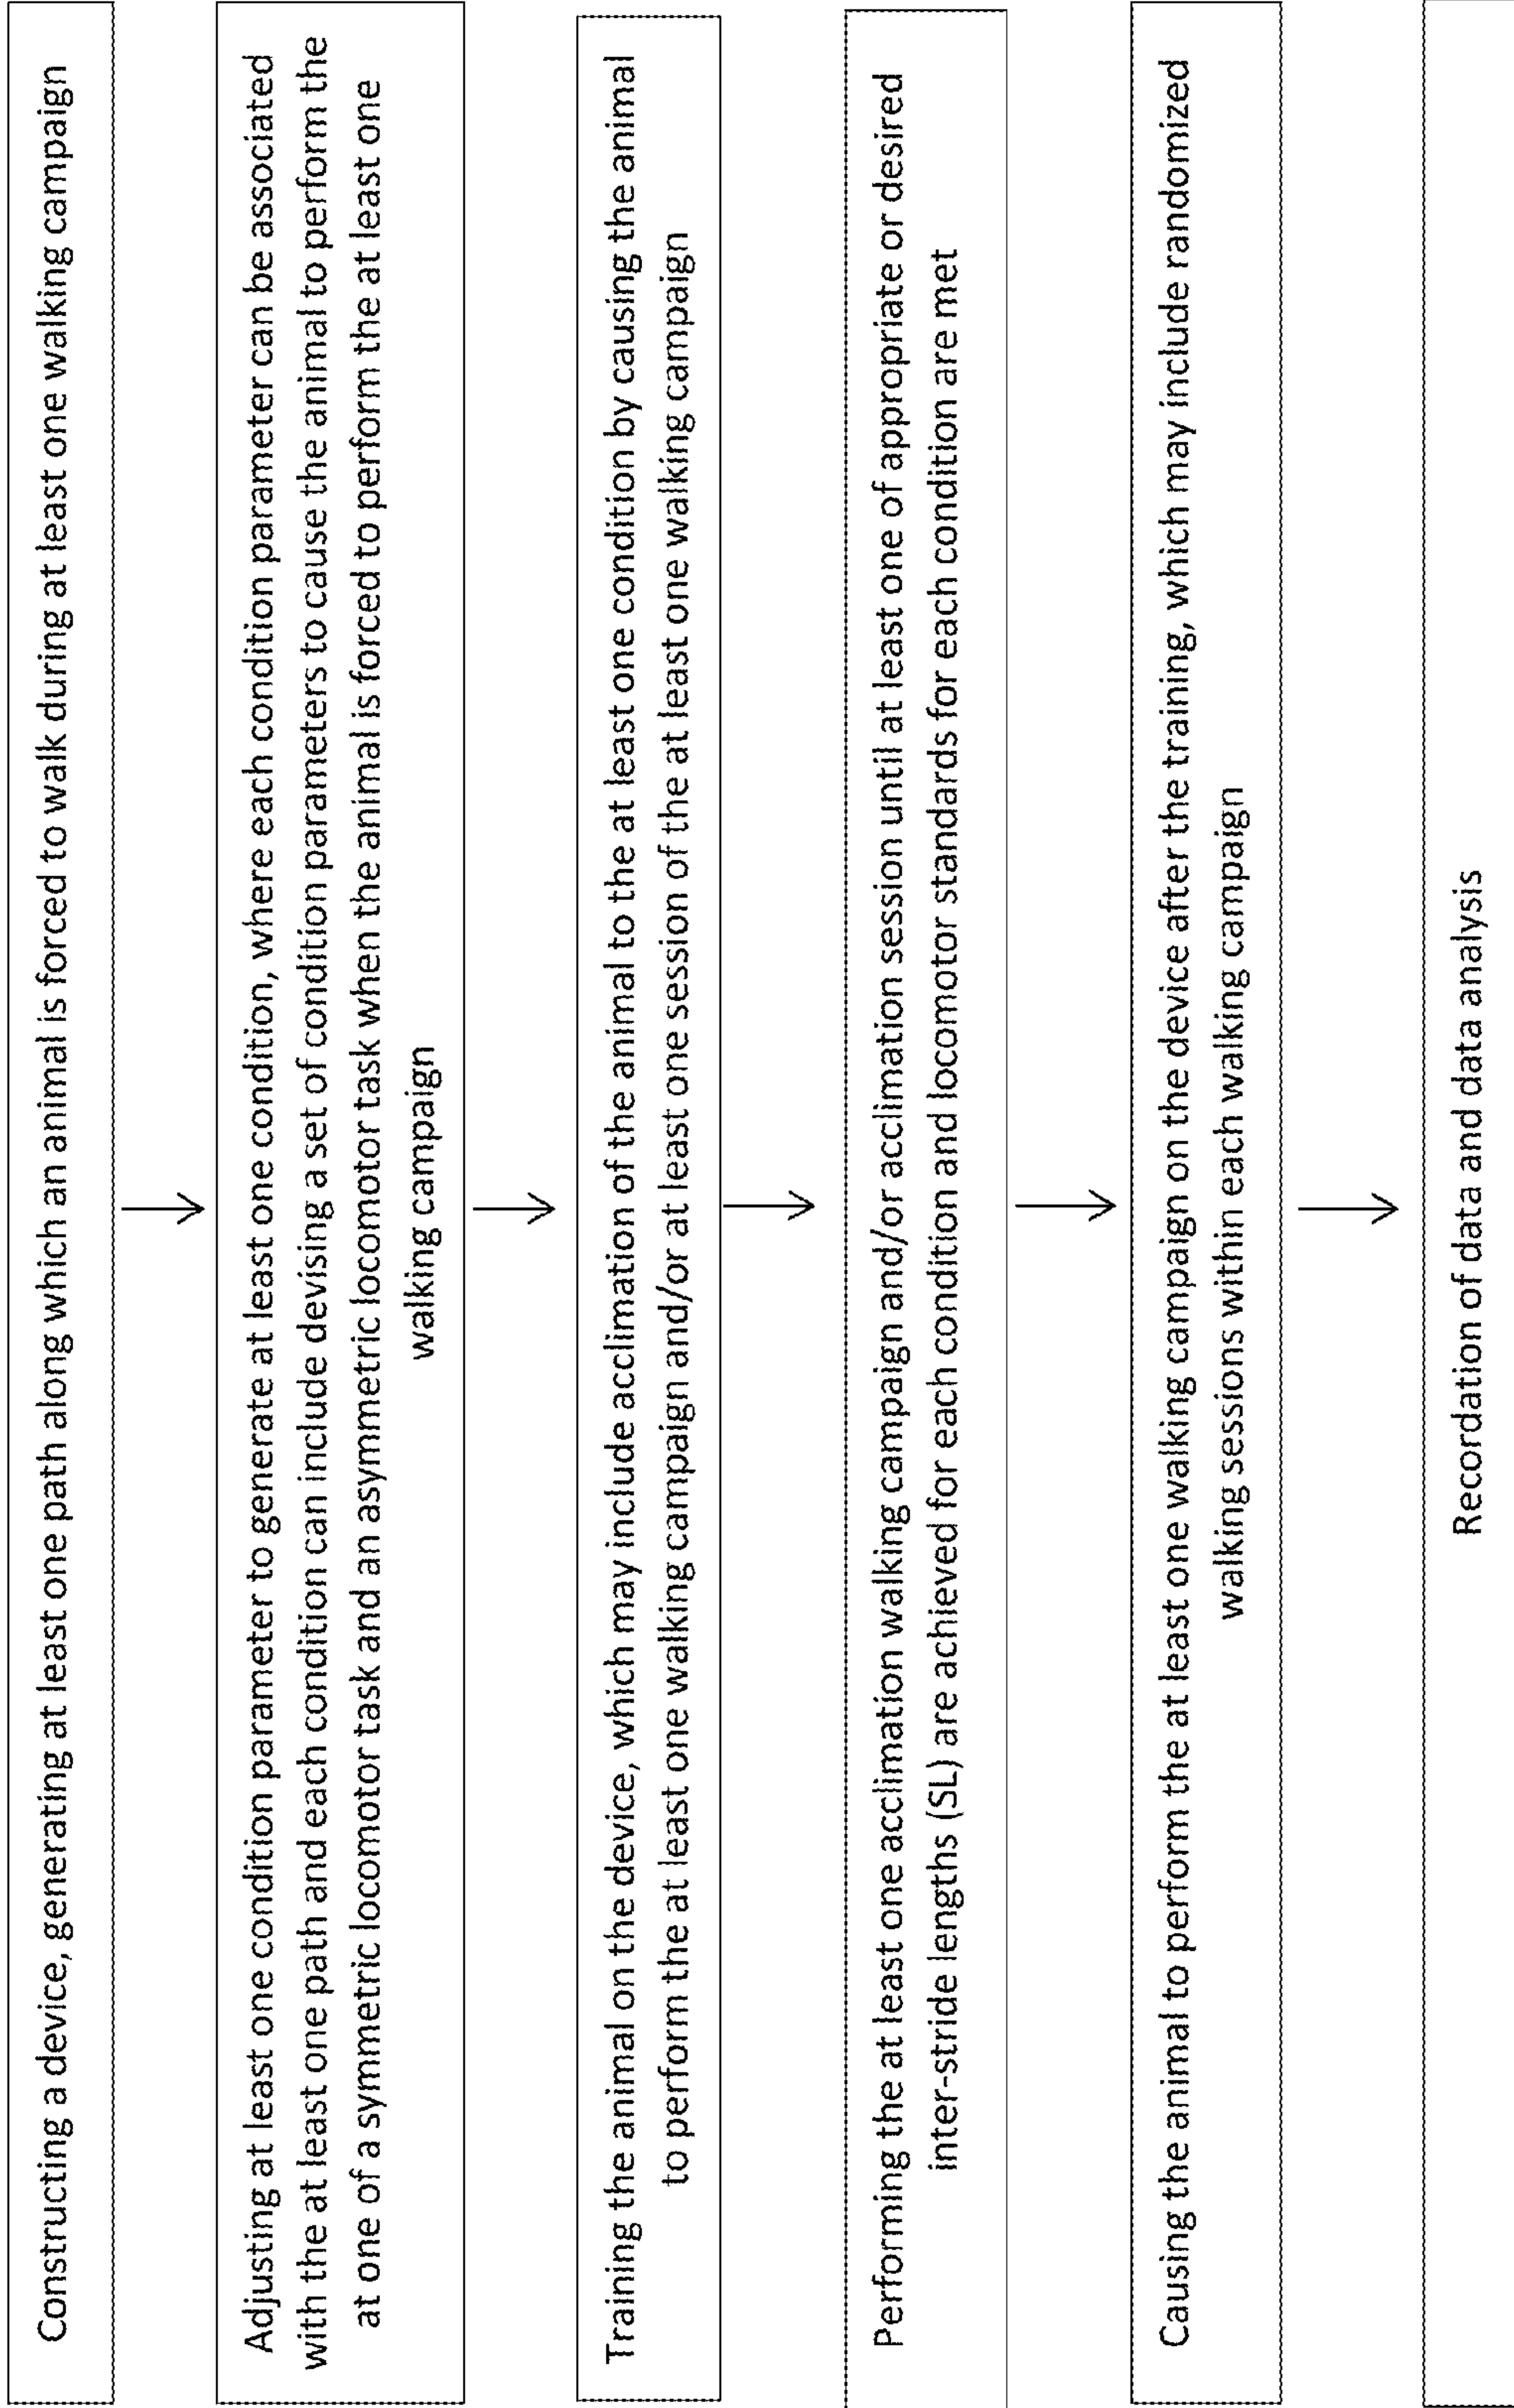 Constructing a device, generating at least one path along which an animal is forced to walk during at least one walking campaign
Adjusting at least one condition parameter to generate at least one condition, where each condition parameter can be associated
with the at least one path and each condition can include devising a set of condition parameters to cause the animal to perform the
at one of a symmetric locomotor task and an asymmetric locomotor task when the animal is forced to perform the at least one
walking campaign
Training the animal on the device, which may include acclimation of the animal to the at least one condition by causing the animal
to perform the at least one walking campaign and/or at least one session of the at least one walking campaign
Performing the at least one acclimation walking campaign and/or acclimation session until at least one of appropriate or desired
inter-stride lengths (SL) are achieved for each condition and locomotor standards for each condition are met
Causing the animal to perform the at least one walking campaign on the device after the training, which may include randomized
walking sessions within each walking campaign
Recordation of data and data analysis